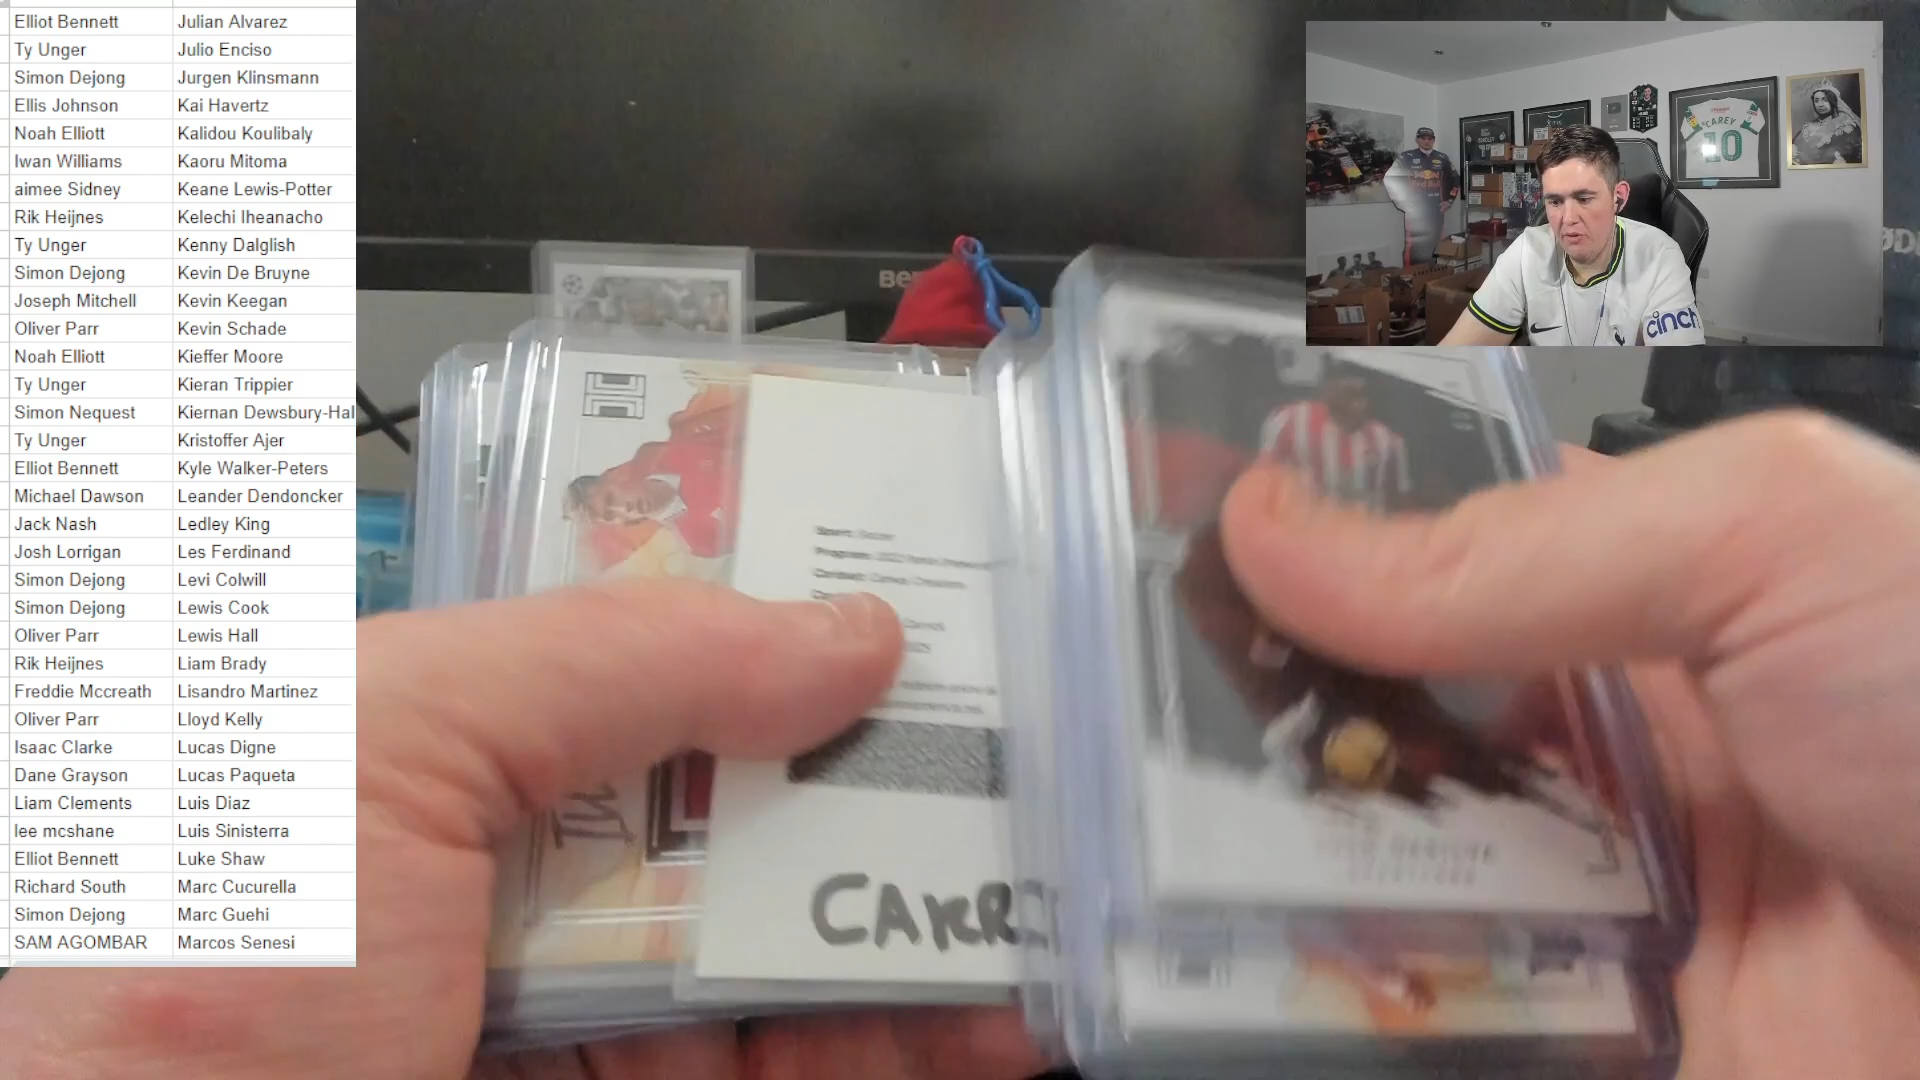 Elliot Bennett Julian Alvarez
Ty Unger Julio Enciso
Simon Dejong Jurgen Klinsmann
Ellis Johnson Kai Havertz
Noah Elliott Kalidou Koulibaly
Iwan Williams Kaoru Mitoma
aimee Sidney Keane Lewis-Potter
Rik Heijnes Kelechi Iheanacho
Ty Unger Kenny Dalglish
Simon Dejong Kevin De Bruyne
Joseph Mitchell Kevin Keegan
Oliver Parr Kevin Schade
Noah Elliott Kieffer Moore
Ty Unger Kieran Trippier
Simon Nequest Kiernan Dewsbury-Hal
Ty Unger Kristoffer Ajer
Elliot Bennett Kyle Walker-Peters
Michael Dawson Leander Dendoncker
Jack Nash Ledley King
Josh Lorrigan Les Ferdinand
Simon Dejong Levi Colwill
Simon Dejong Lewis Cook
Oliver Parr Lewis Hall
Rik Heijnes Liam Brady
Freddie Mccreath Lisandro Martinez
Oliver Parr Lloyd Kelly
Isaac Clarke Lucas Digne
Dane Grayson Lucas Paqueta
Liam Clements Luis Diaz
lee mcshane Luis Sinisterra
Elliot Bennett Luke Shaw
Richard South Marc Cucurella
Simon Dejong Marc Guehi
SAM AGOMBAR Marcos Senesi
CAREY
10
cinch
Sport: Soccer
CARR